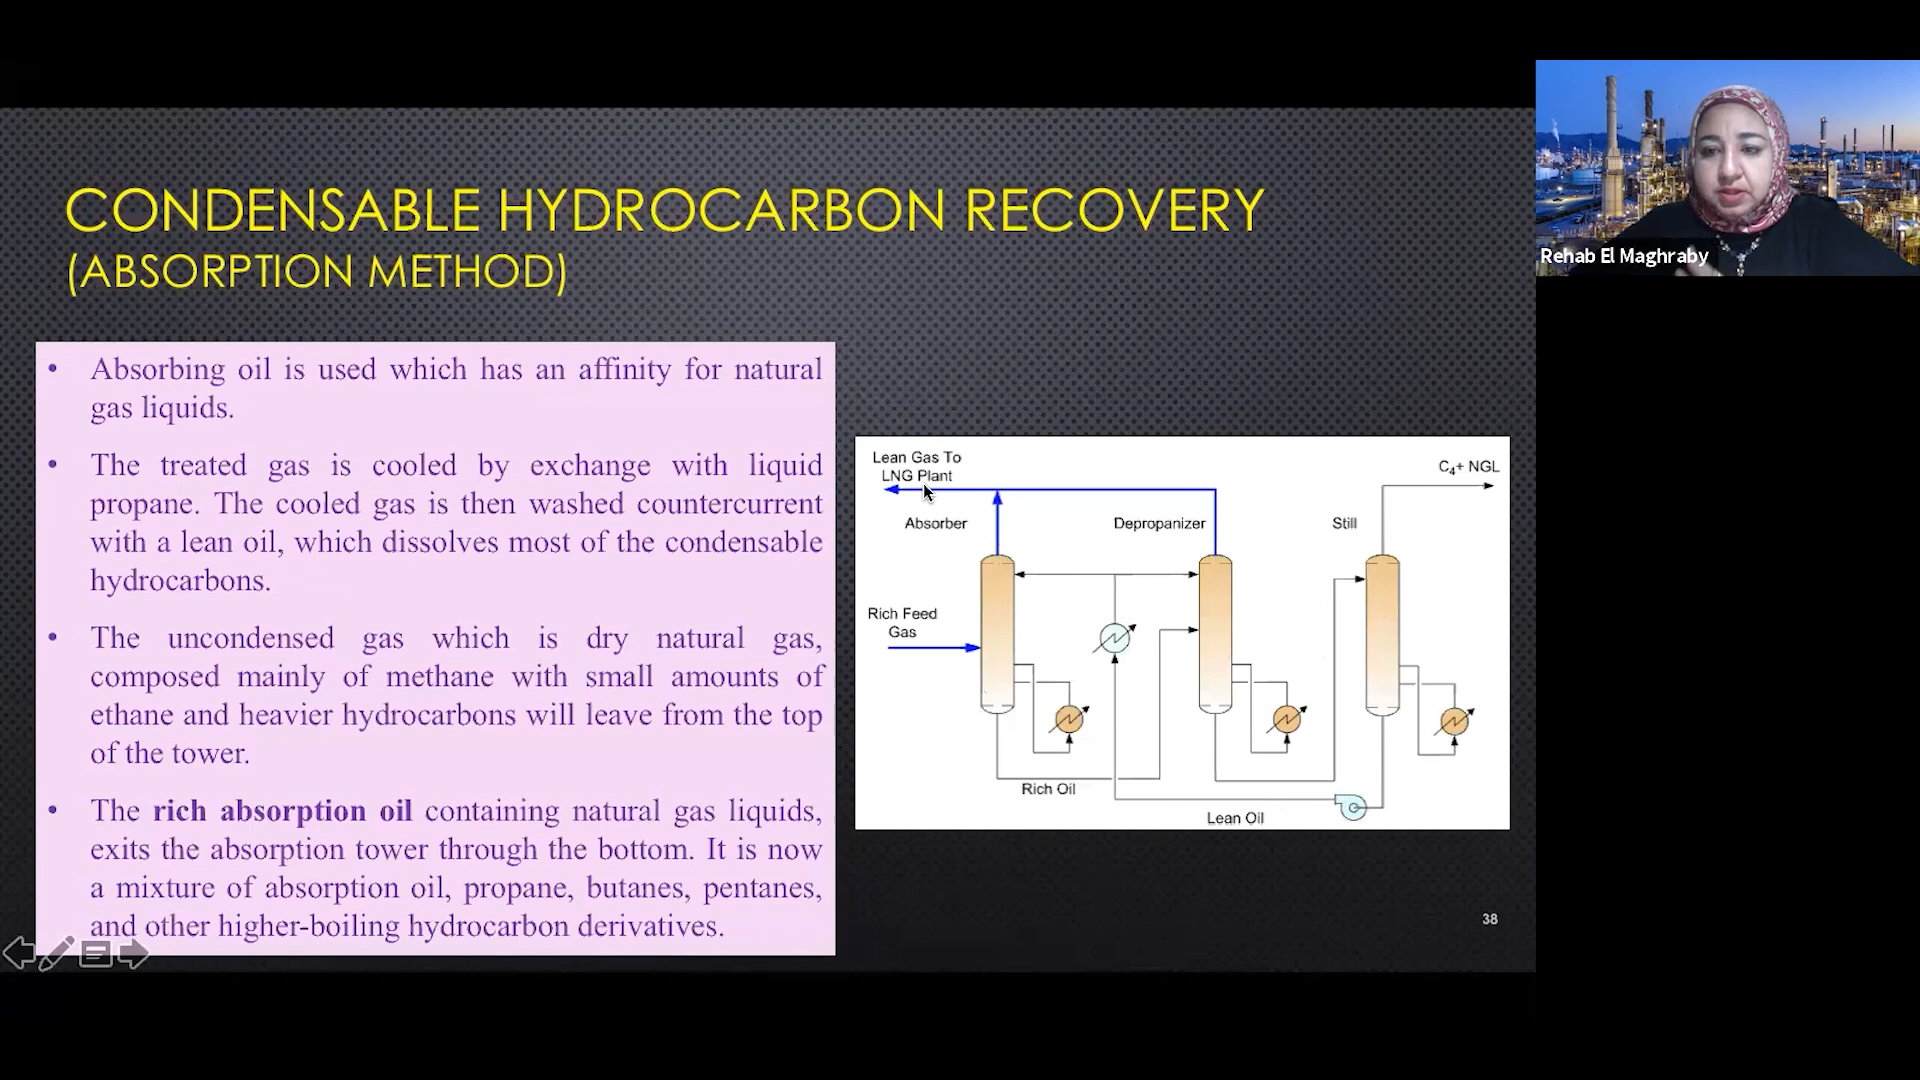 CONDENSABLE HYDROCARBON RECOVERY
(ABSORPTION METHOD)
• Absorbing oil is used which has an affinity for natural
gas liquids.
• The treated gas is cooled by exchange with liquid
propane. The cooled gas is then washed countercurrent
with a lean oil, which dissolves most of the condensable
hydrocarbons.
• The uncondensed gas which is dry natural gas,
composed mainly of methane with small amounts of
ethane and heavier hydrocarbons will leave from the top
of the tower.
• The rich absorption oil containing natural gas liquids,
exits the absorption tower through the bottom. It is now
a mixture of absorption oil, propane, butanes, pentanes,
and other higher-boiling hydrocarbon derivatives.
Lean Gas To
LNG Plant
C4+ NGL
Absorber
Depropanizer
Still
Rich Feed
Gas
Rich Oil
Lean Oil
38
Rehab El Maghraby